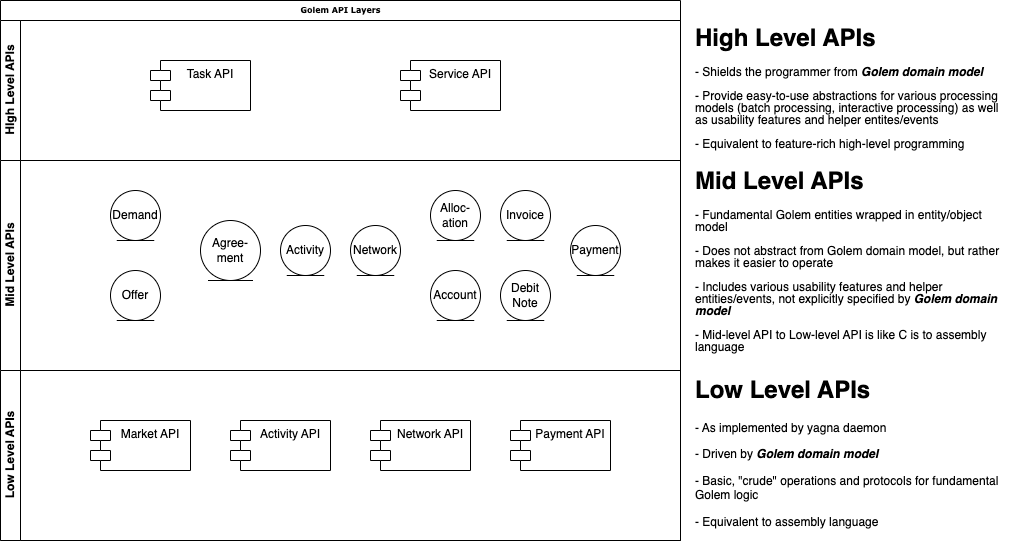 Golem API Layers
HIgh Level APIs
Task API
Service API
Mid Level APIs
Demand
Offer
Agree-
ment
Activity
Network
Alloc-
ation
Invoice
Account
Debit
Note
Payment
Low Level APIs
Market API
Activity API
Network API
Payment API
High Level APIs
- Shields the programmer from Golem domain model
- Provide easy-to-use abstractions for various processing
models (batch processing, interactive processing) as well
as usability features and helper entites/events
- Equivalent to feature-rich high-level programming
Mid Level APIs
- Fundamental Golem entities wrapped in entity/object
model
- Does not abstract from Golem domain model, but rather
makes it easier to operate
- Includes various usability features and helper
entities/events, not explicitly specified by Golem domain
model
- Mid-level API to Low-level API is like C is to assembly
language
Low Level APIs
- As implemented by yagna daemon
- Driven by Golem domain model
- Basic, "crude" operations and protocols for fundamental
Golem logic
- Equivalent to assembly language